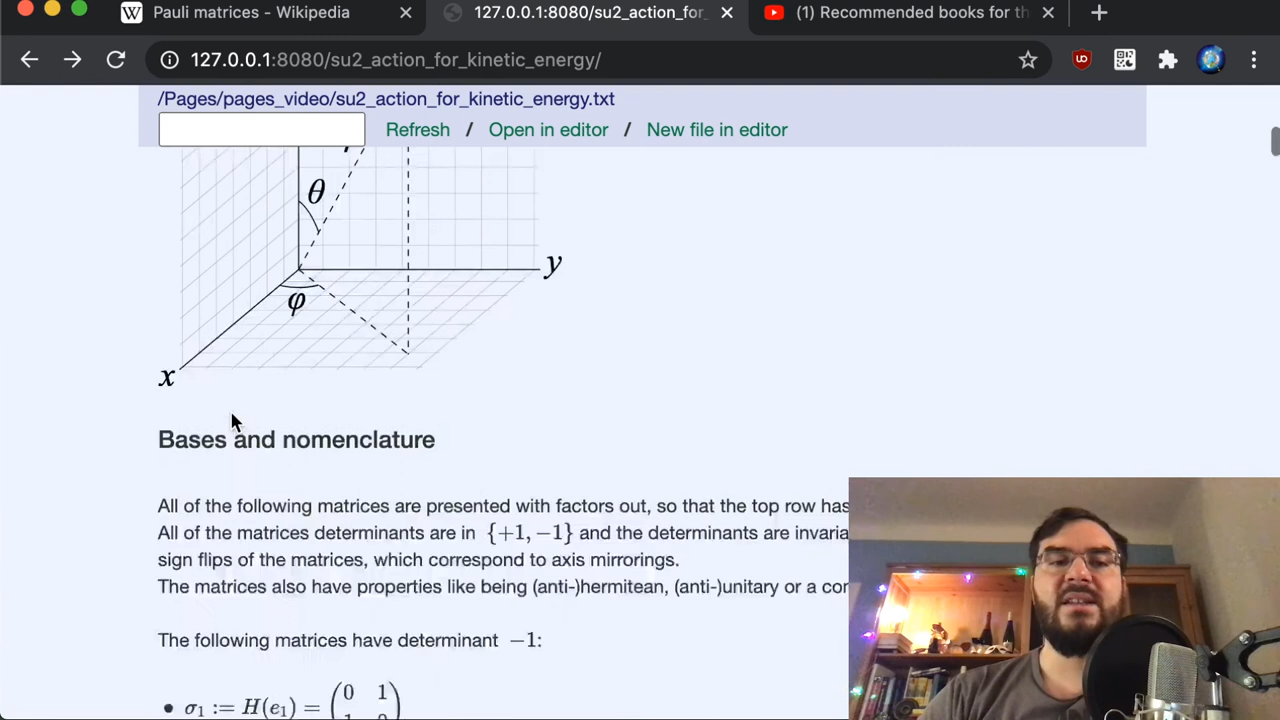 Pauli matrices - Wikipedia
127.0.0.1:8080/su2_action_for_
(1) Recommended books for th
127.0.0.1:8080/su2_action_for_kinetic_energy/
/Pages/pages_video/su2_action_for_kinetic_energy.txt
Refresh / Open in editor / New file in editor
θ
y
φ
x
Bases and nomenclature
All of the following matrices are presented with factors out, so that the top row has
All of the matrices determinants are in {+1, −1} and the determinants are invaria
sign flips of the matrices, which correspond to axis mirrorings.
The matrices also have properties like being (anti-)hermitean, (anti-)unitary or a co
The following matrices have determinant −1:
• σ₁ := H(e₁) = (0 1